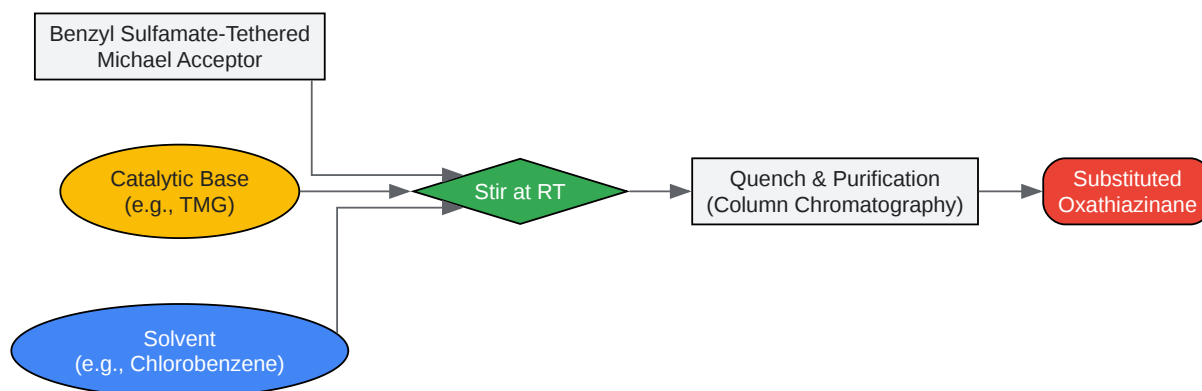 Benzyl Sulfamate-Tethered
Michael Acceptor
Catalytic Base
(e.g., TMG)
Stir at RT
Quench & Purification
(Column Chromatography)
Substituted
Oxathiazinane
Solvent
(e.g., Chlorobenzene)